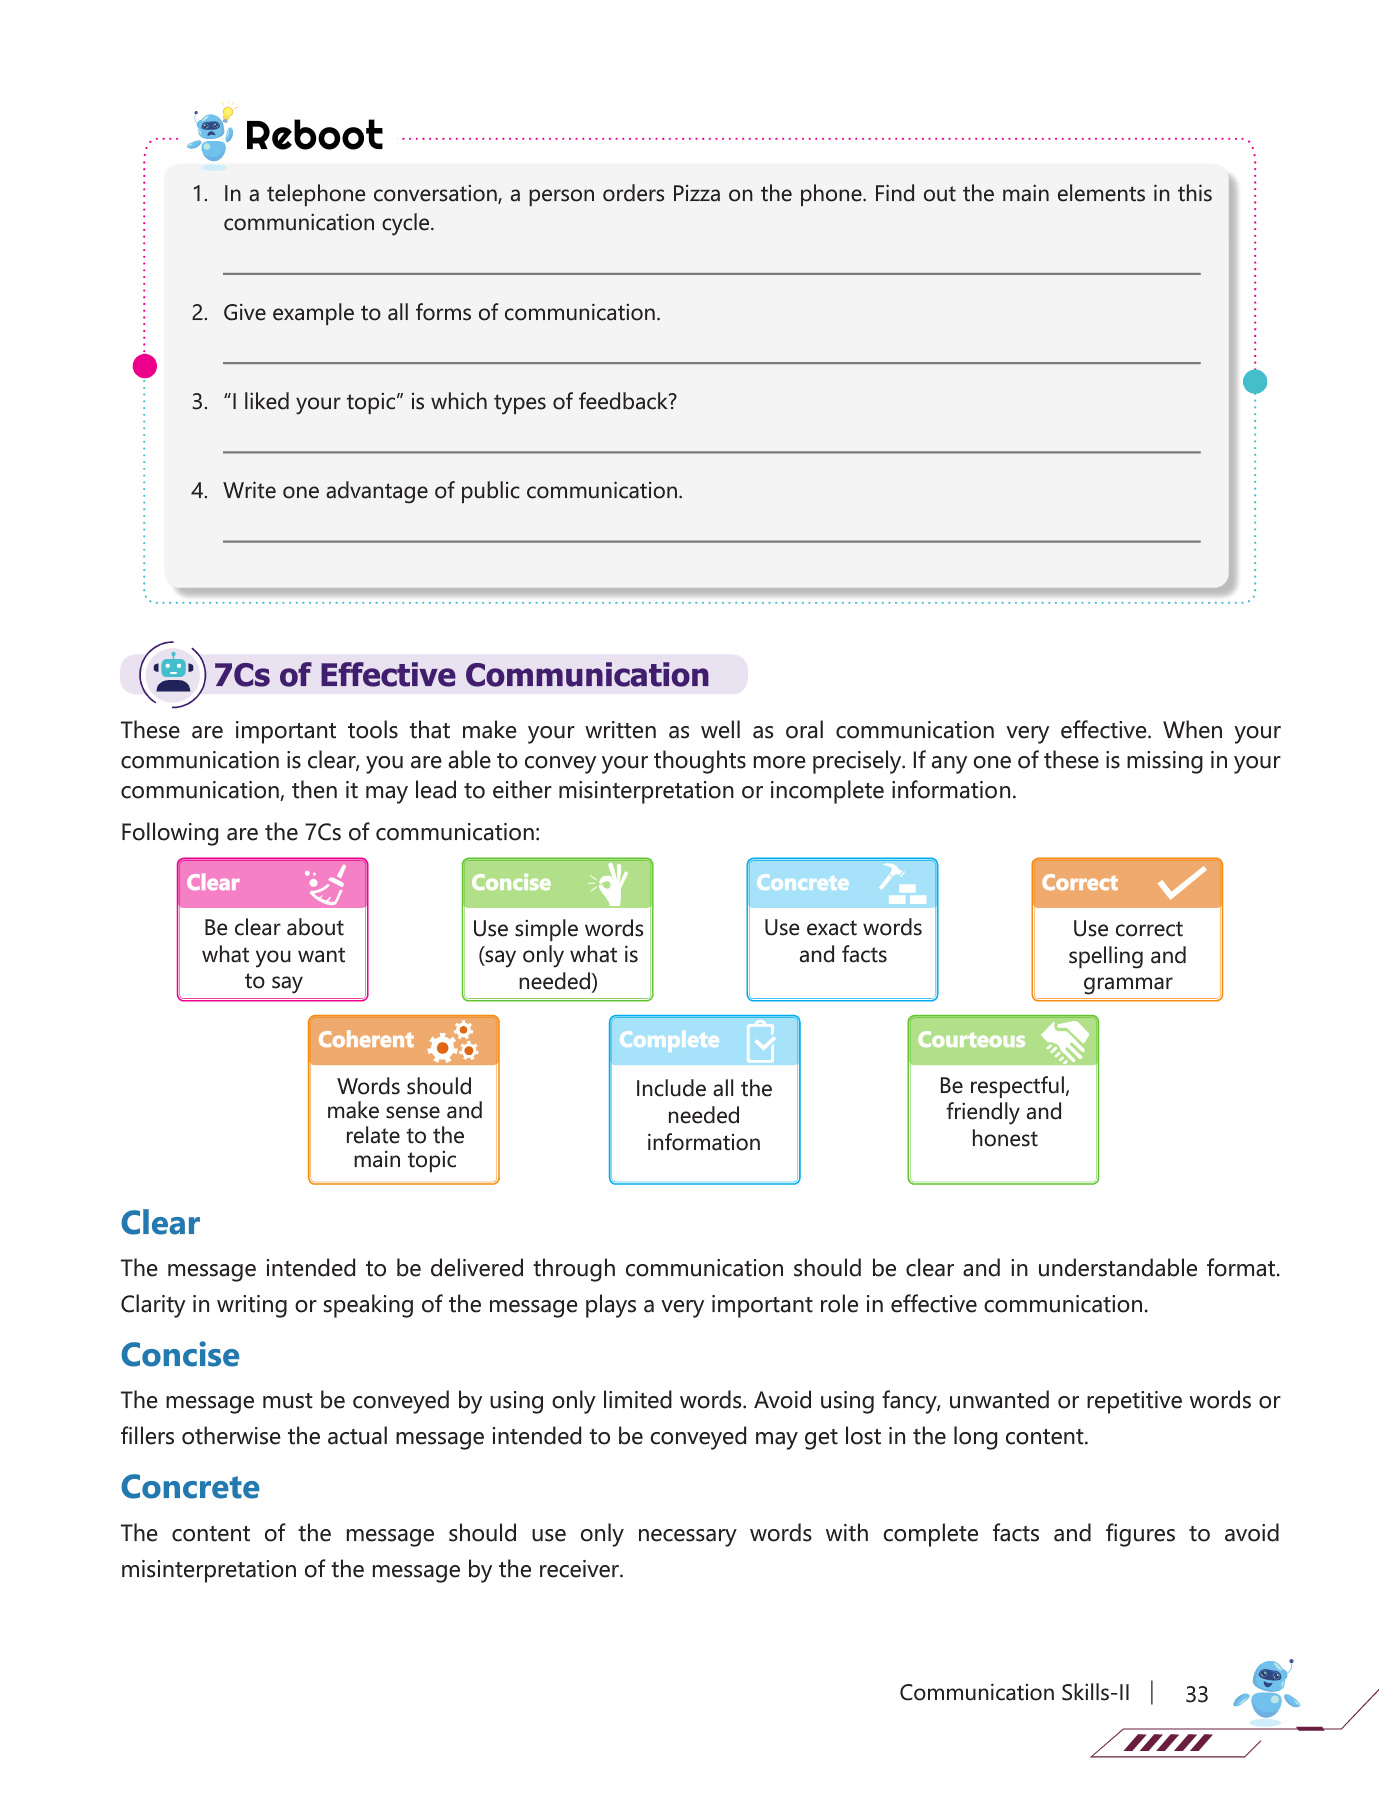 Reboot
1. In a telephone conversation, a person orders Pizza on the phone. Find out the main elements in this
communication cycle.
2. Give example to all forms of communication.
3. “I liked your topic” is which types of feedback?
4. Write one advantage of public communication.
7Cs of Effective Communication
These are important tools that make your written as well as oral communication very effective. When your
communication is clear, you are able to convey your thoughts more precisely. If any one of these is missing in your
communication, then it may lead to either misinterpretation or incomplete information.
Following are the 7Cs of communication:
Clear
Be clear about
what you want
to say
Concise
Use simple words
(say only what is
needed)
Concrete
Use exact words
and facts
Correct
Use correct
spelling and
grammar
Coherent
Words should
make sense and
relate to the
main topic
Complete
Include all the
needed
information
Courteous
Be respectful,
friendly and
honest
Clear
The message intended to be delivered through communication should be clear and in understandable format.
Clarity in writing or speaking of the message plays a very important role in effective communication.
Concise
The message must be conveyed by using only limited words. Avoid using fancy, unwanted or repetitive words or
fillers otherwise the actual message intended to be conveyed may get lost in the long content.
Concrete
The content of the message should use only necessary words with complete facts and figures to avoid
misinterpretation of the message by the receiver.
Communication Skills-II | 33